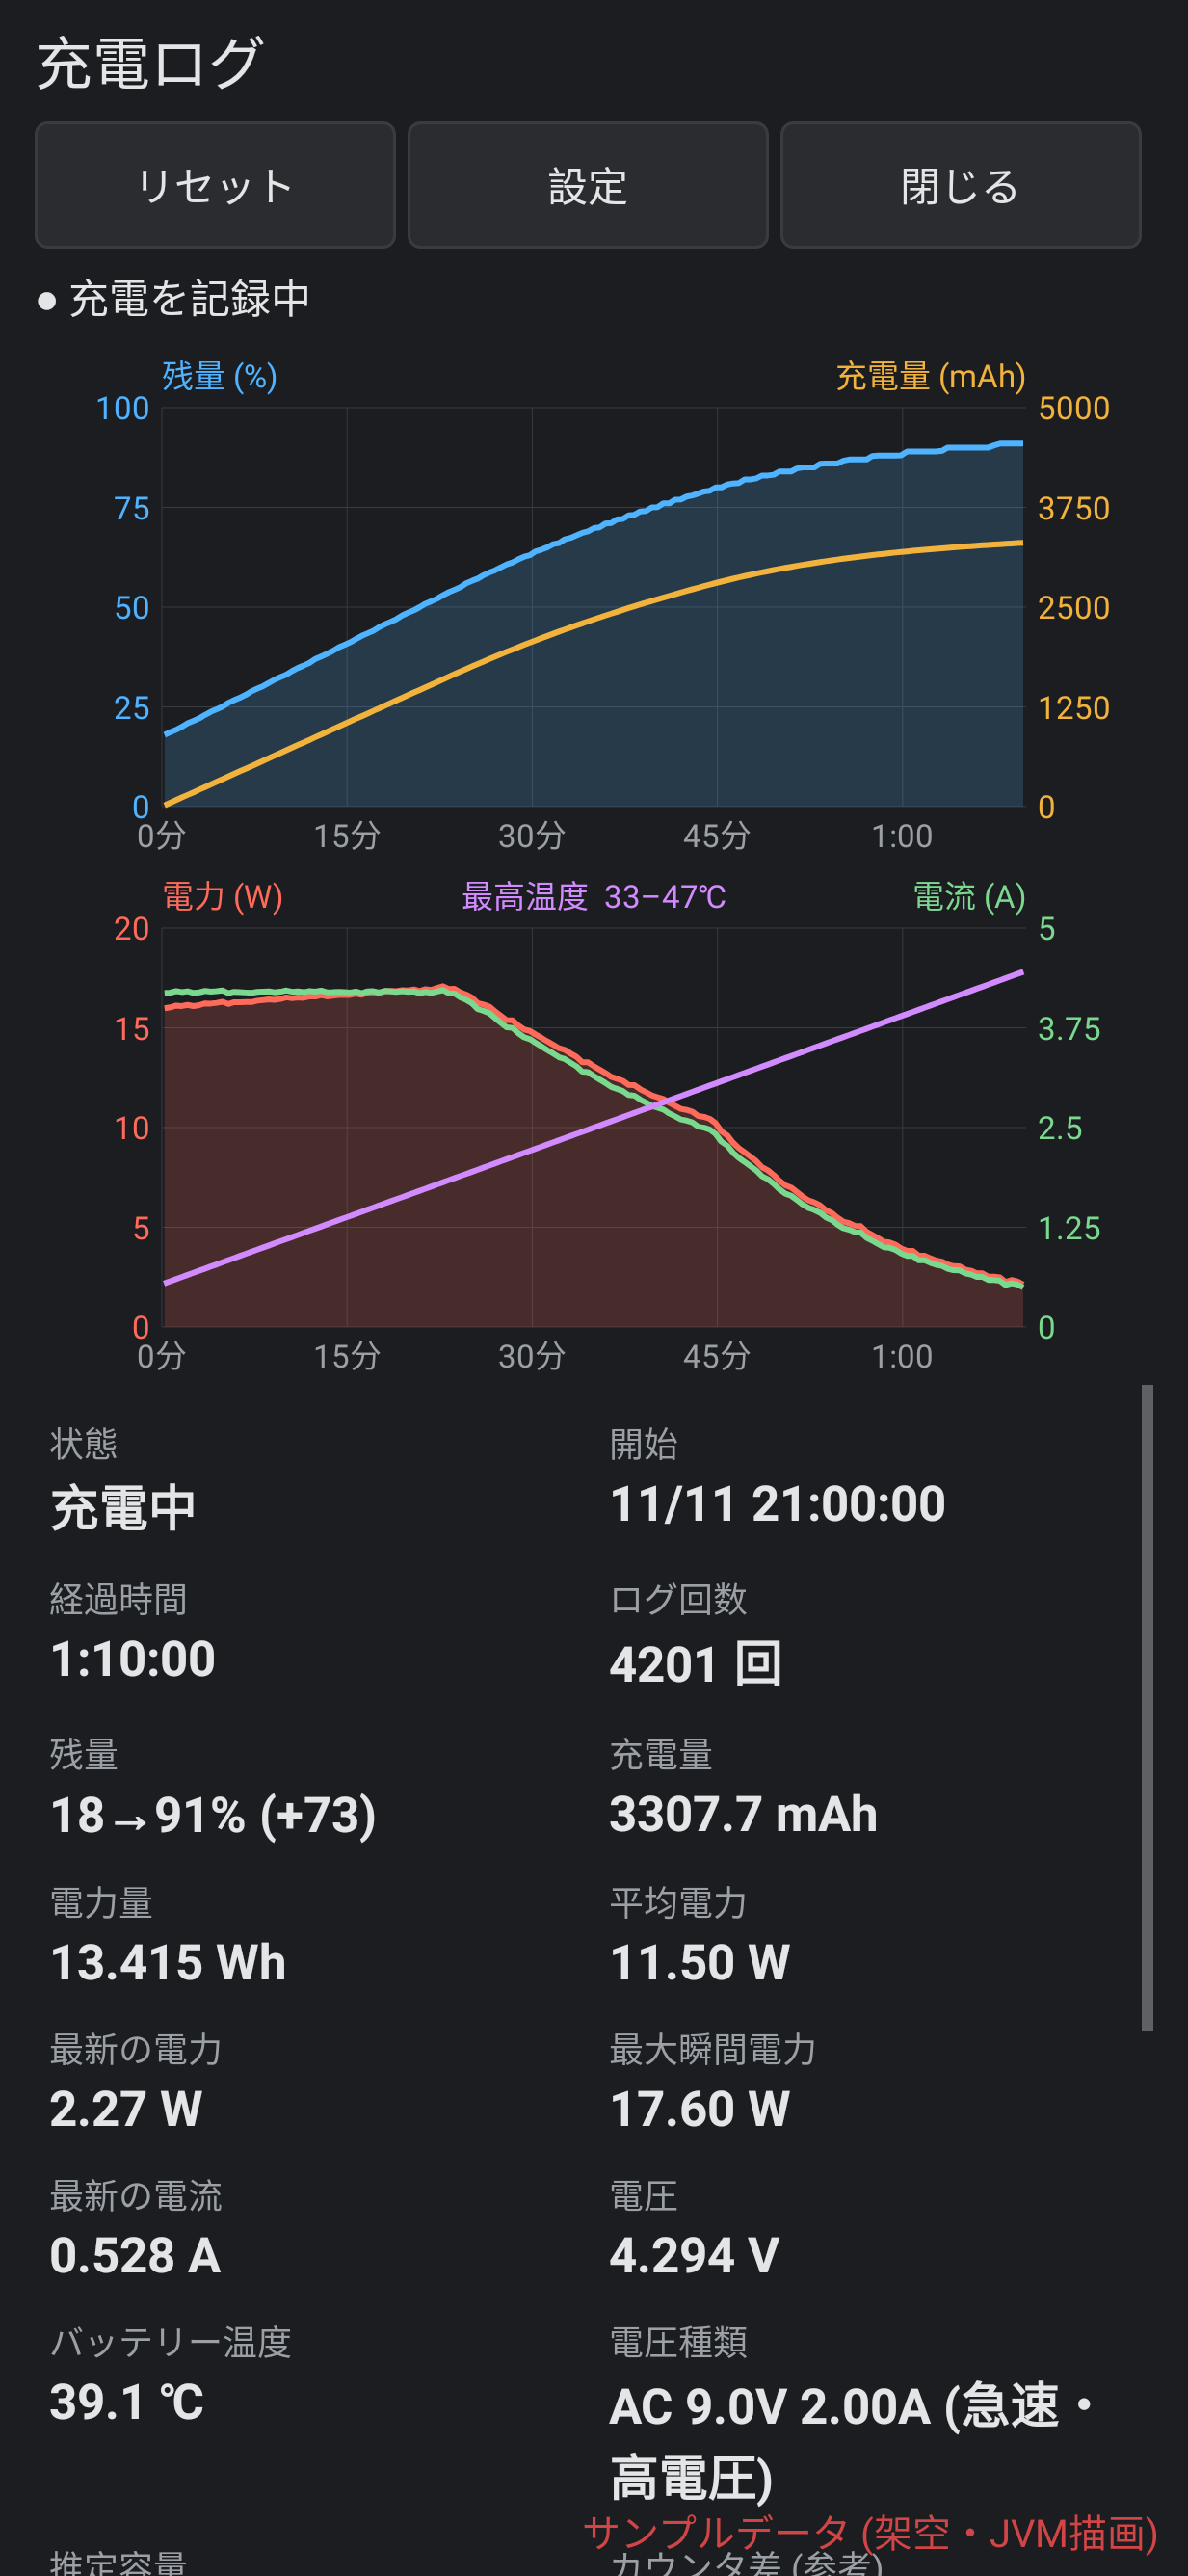 充電ログ
リセット 設定 閉じる
● 充電を記録中
残量 (%) 充電量 (mAh)
100 5000
75 3750
50 2500
25 1250
0 0
0分 15分 30分 45分 1:00
電力 (W) 最高温度 33–47℃ 電流 (A)
20 5
15 3.75
10 2.5
5 1.25
0 0
0分 15分 30分 45分 1:00
状態 開始
充電中 11/11 21:00:00
経過時間 ログ回数
1:10:00 4201 回
残量 充電量
18→91% (+73) 3307.7 mAh
電力量 平均電力
13.415 Wh 11.50 W
最新の電力 最大瞬間電力
2.27 W 17.60 W
最新の電流 電圧
0.528 A 4.294 V
バッテリー温度 電圧種類
39.1 ℃ AC 9.0V 2.00A (急速・
高電圧)
サンプルデータ (架空・JVM描画)
推定容量 カウンタ差 (参考)